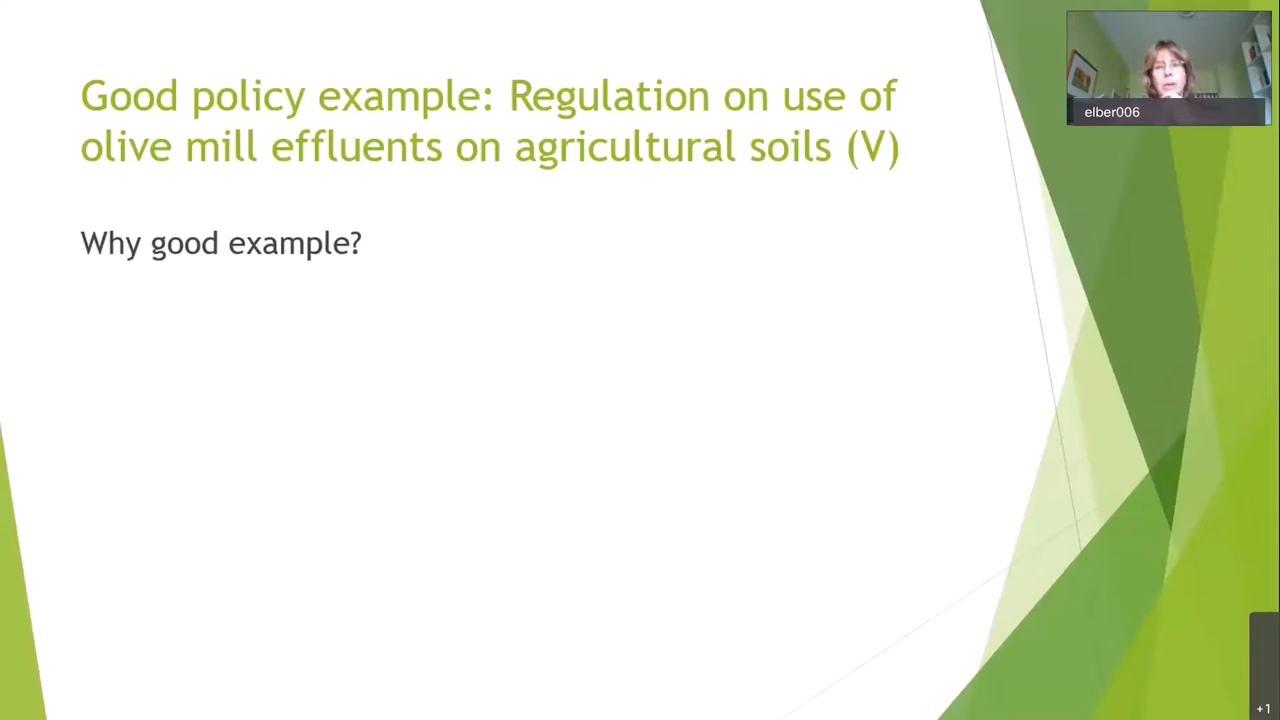 Good policy example: Regulation on use of
olive mill effluents on agricultural soils (V)
Why good example?
elber006
+1